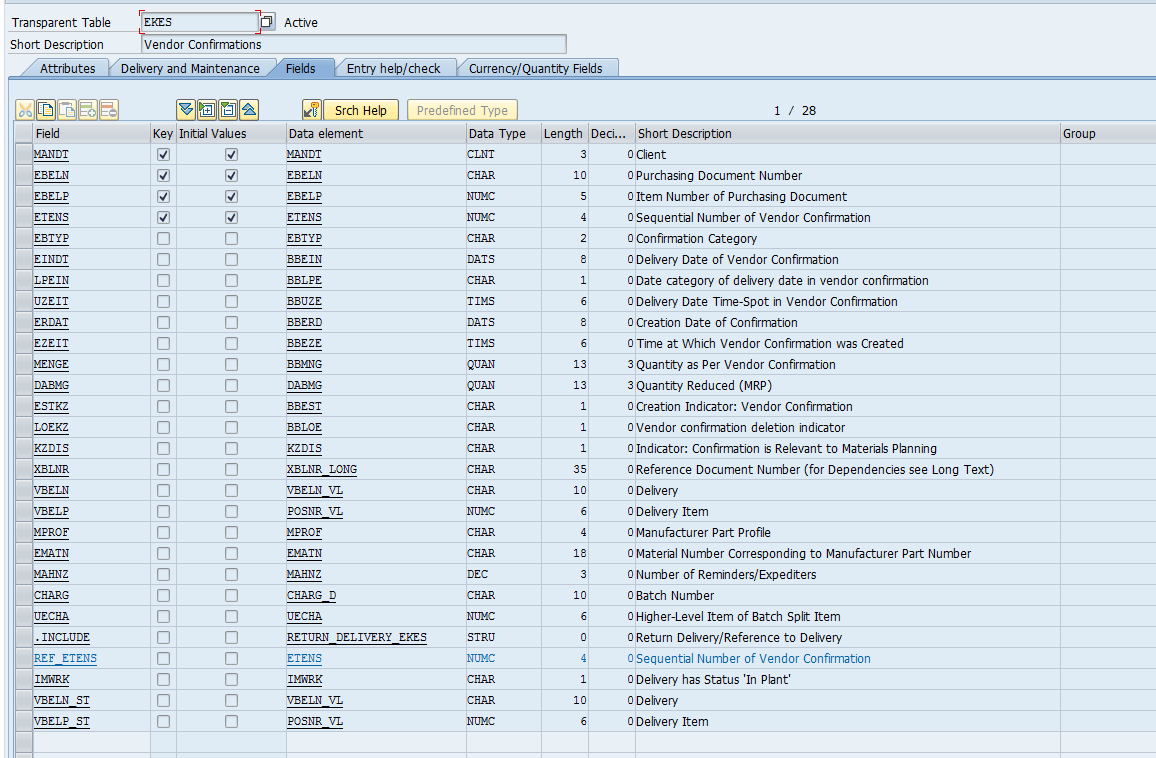 Transparent Table EKES Active
Short Description Vendor Confirmations
Attributes Delivery and Maintenance Fields Entry help/check Currency/Quantity Fields
Srch Help Predefined Type 1 / 28
Field Key Initial Values Data element Data Type Length Deci... Short Description Group
MANDT MANDT CLNT 3 0 Client
EBELN EBELN CHAR 10 0 Purchasing Document Number
EBELP EBELP NUMC 5 0 Item Number of Purchasing Document
ETENS ETENS NUMC 4 0 Sequential Number of Vendor Confirmation
EBTYP EBTYP CHAR 2 0 Confirmation Category
EINDT BBEIN DATS 8 0 Delivery Date of Vendor Confirmation
LPEIN BBLPE CHAR 1 0 Date category of delivery date in vendor confirmation
UZEIT BBUZE TIMS 6 0 Delivery Date Time-Spot in Vendor Confirmation
ERDAT BBERD DATS 8 0 Creation Date of Confirmation
EZEIT BBEZE TIMS 6 0 Time at Which Vendor Confirmation was Created
MENGE BBMNG QUAN 13 3 Quantity as Per Vendor Confirmation
DABMG DABMG QUAN 13 3 Quantity Reduced (MRP)
ESTKZ BBEST CHAR 1 0 Creation Indicator: Vendor Confirmation
LOEKZ BBLOE CHAR 1 0 Vendor confirmation deletion indicator
KZDIS KZDIS CHAR 1 0 Indicator: Confirmation is Relevant to Materials Planning
XBLNR XBLNR_LONG CHAR 35 0 Reference Document Number (for Dependencies see Long Text)
VBELN VBELN_VL CHAR 10 0 Delivery
VBELP POSNR_VL NUMC 6 0 Delivery Item
MPROF MPROF CHAR 4 0 Manufacturer Part Profile
EMATN EMATN CHAR 18 0 Material Number Corresponding to Manufacturer Part Number
MAHNZ MAHNZ DEC 3 0 Number of Reminders/Expediters
CHARG CHARG_D CHAR 10 0 Batch Number
UECHA UECHA NUMC 6 0 Higher-Level Item of Batch Split Item
.INCLUDE RETURN_DELIVERY_EKES STRU 0 0 Return Delivery/Reference to Delivery
REF_ETENS ETENS NUMC 4 0 Sequential Number of Vendor Confirmation
IMWRK IMWRK CHAR 1 0 Delivery has Status 'In Plant'
VBELN_ST VBELN_VL CHAR 10 0 Delivery
VBELP_ST POSNR_VL NUMC 6 0 Delivery Item